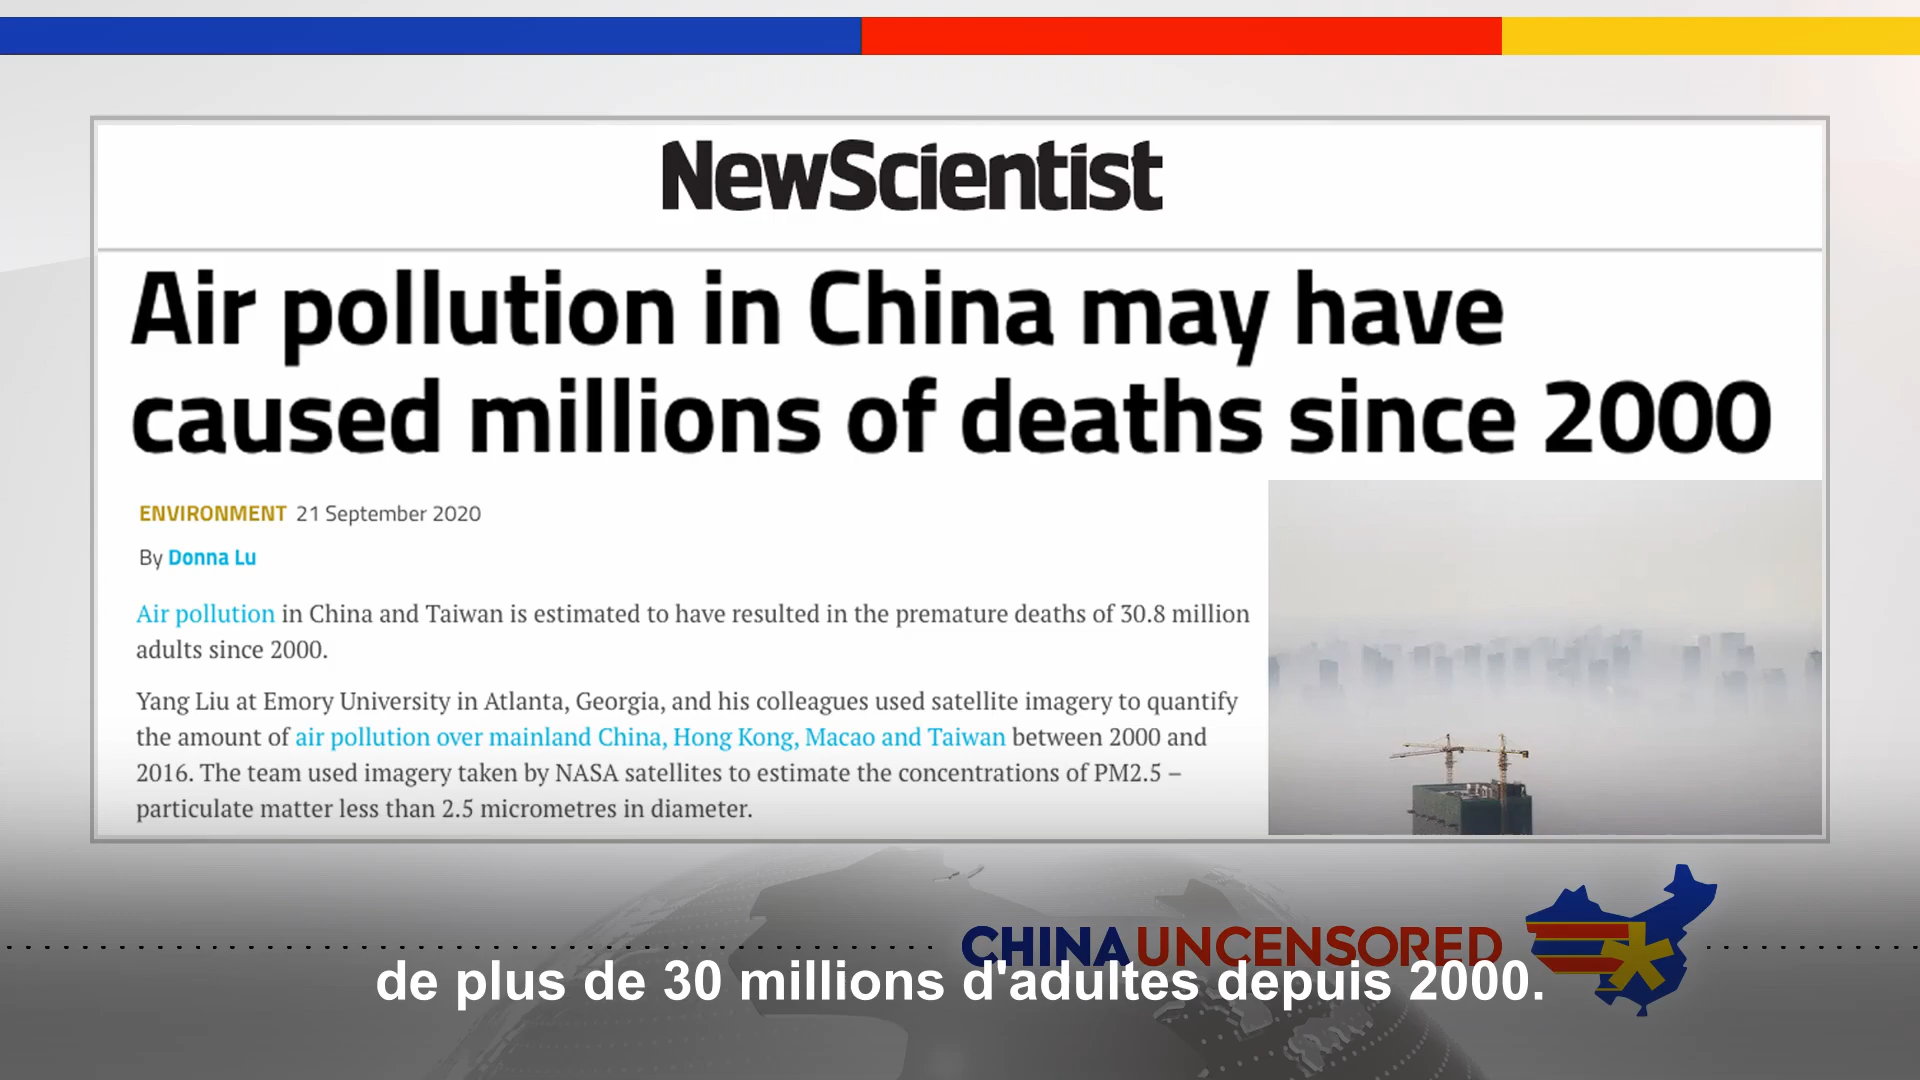 NewScientist
Air pollution in China may have
caused millions of deaths since 2000
ENVIRONMENT 21 September 2020
By Donna Lu
Air pollution in China and Taiwan is estimated to have resulted in the premature deaths of 30.8 million
adults since 2000.
Yang Liu at Emory University in Atlanta, Georgia, and his colleagues used satellite imagery to quantify
the amount of air pollution over mainland China, Hong Kong, Macao and Taiwan between 2000 and
2016. The team used imagery taken by NASA satellites to estimate the concentrations of PM2.5 –
particulate matter less than 2.5 micrometres in diameter.
CHINA UNCENSORED
de plus de 30 millions d'adultes depuis 2000.